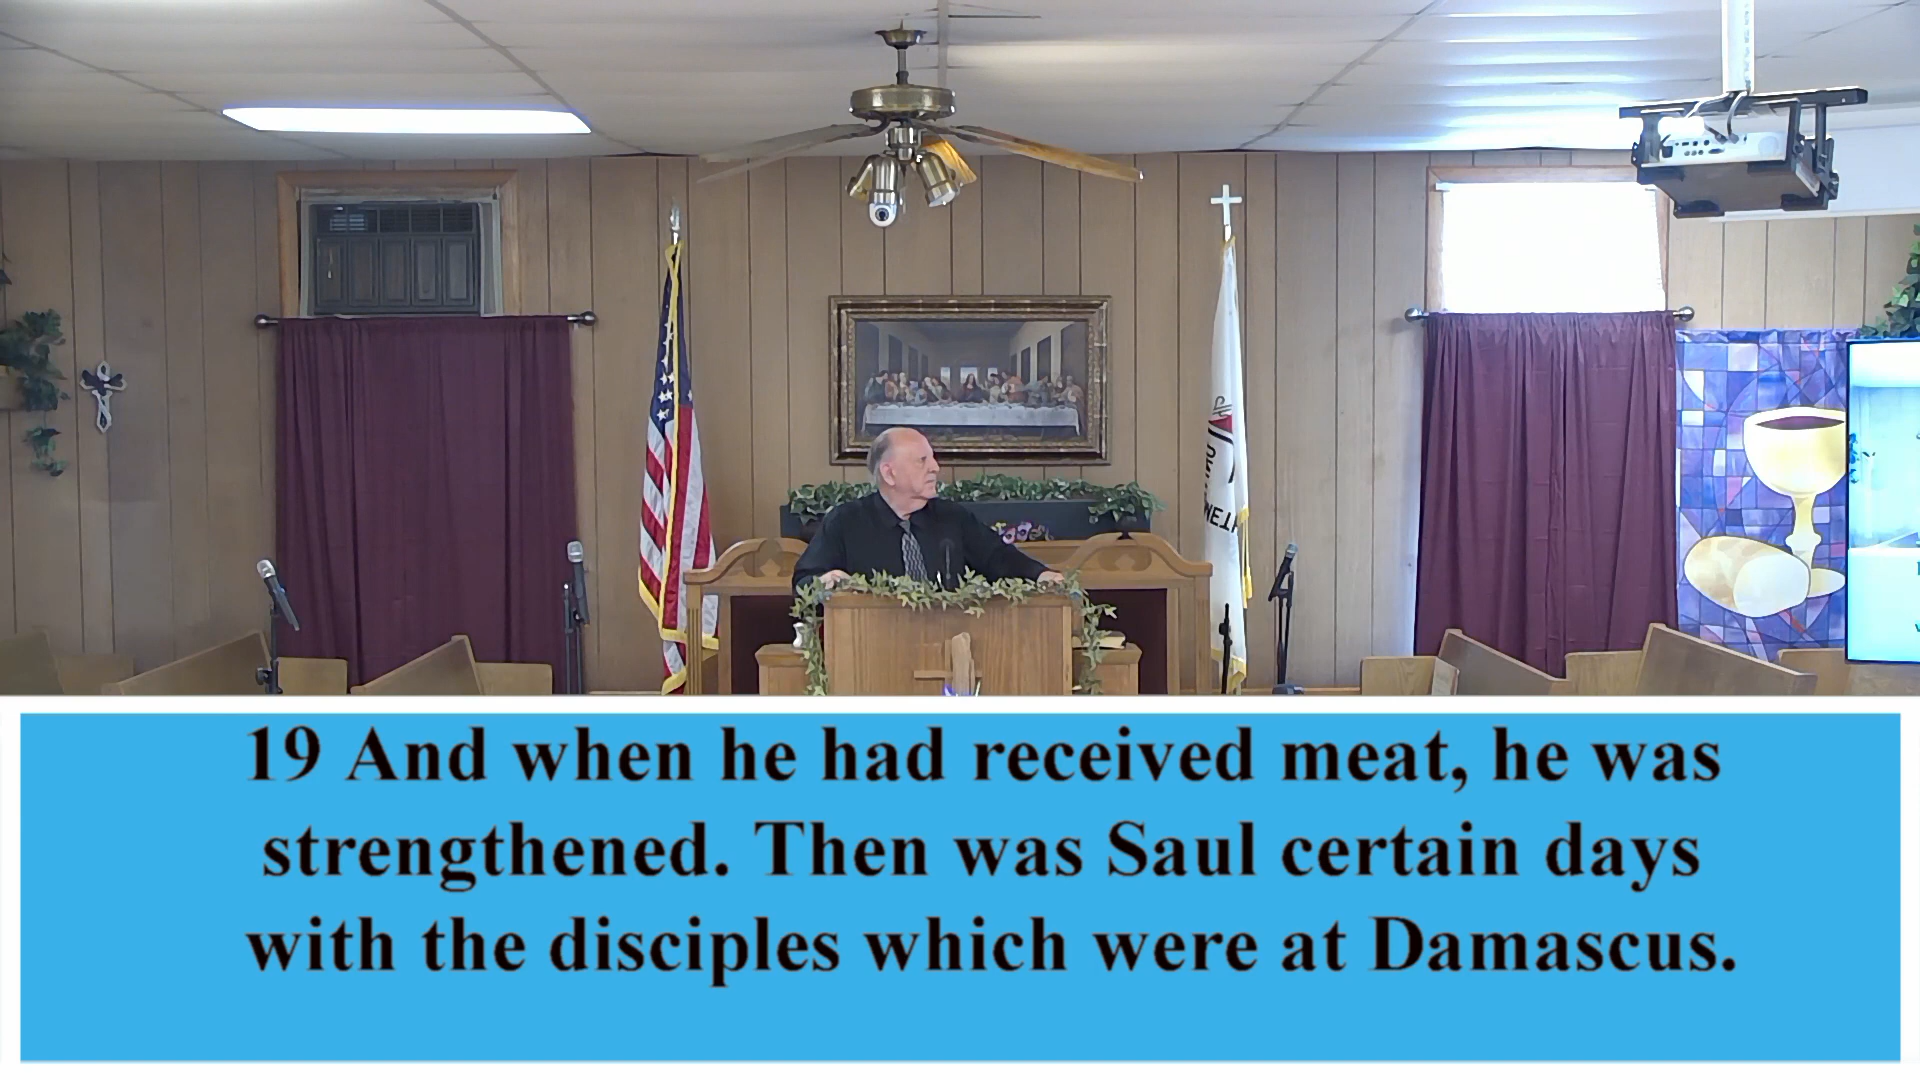 19 And when he had received meat, he was
strengthened. Then was Saul certain days
with the disciples which were at Damascus.